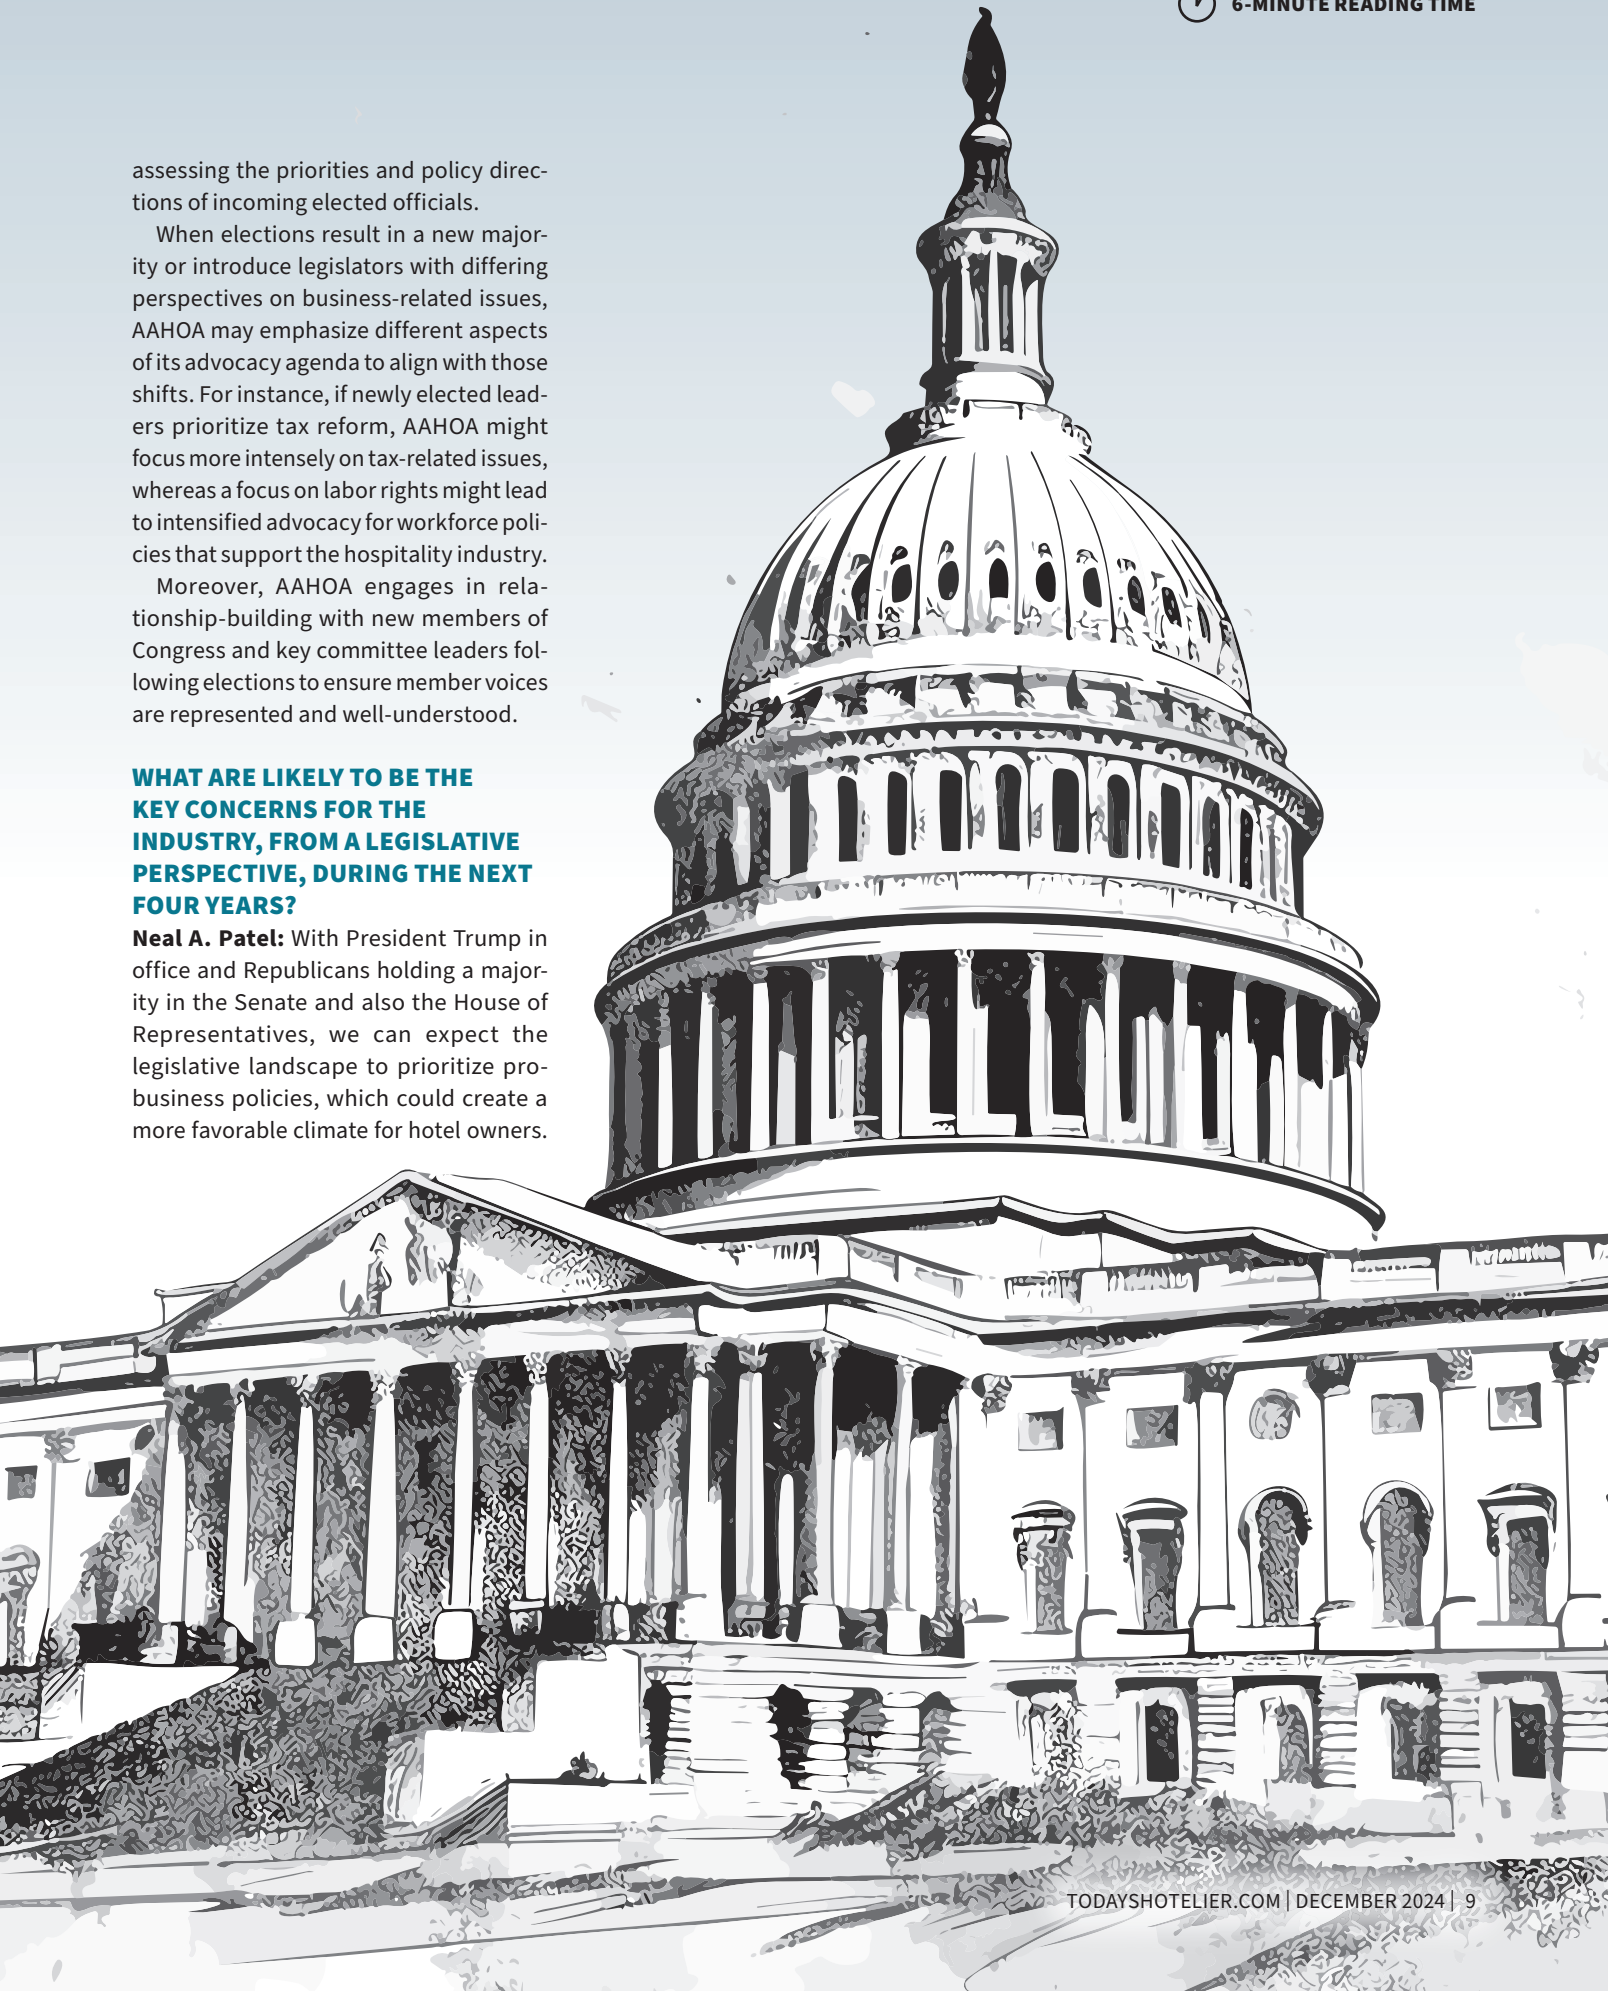 6-MINUTE READING TIME
assessing the priorities and policy direc-
tions of incoming elected officials.
When elections result in a new major-
ity or introduce legislators with differing
perspectives on business-related issues,
AAHOA may emphasize different aspects
of its advocacy agenda to align with those
shifts. For instance, if newly elected lead-
ers prioritize tax reform, AAHOA might
focus more intensely on tax-related issues,
whereas a focus on labor rights might lead
to intensified advocacy for workforce poli-
cies that support the hospitality industry.
Moreover, AAHOA engages in rela-
tionship-building with new members of
Congress and key committee leaders fol-
lowing elections to ensure member voices
are represented and well-understood.
WHAT ARE LIKELY TO BE THE
KEY CONCERNS FOR THE
INDUSTRY, FROM A LEGISLATIVE
PERSPECTIVE, DURING THE NEXT
FOUR YEARS?
Neal A. Patel: With President Trump in
office and Republicans holding a major-
ity in the Senate and also the House of
Representatives, we can expect the
legislative landscape to prioritize pro-
business policies, which could create a
more favorable climate for hotel owners.
TODAYSHOTELIER.COM | DECEMBER 2024 | 9